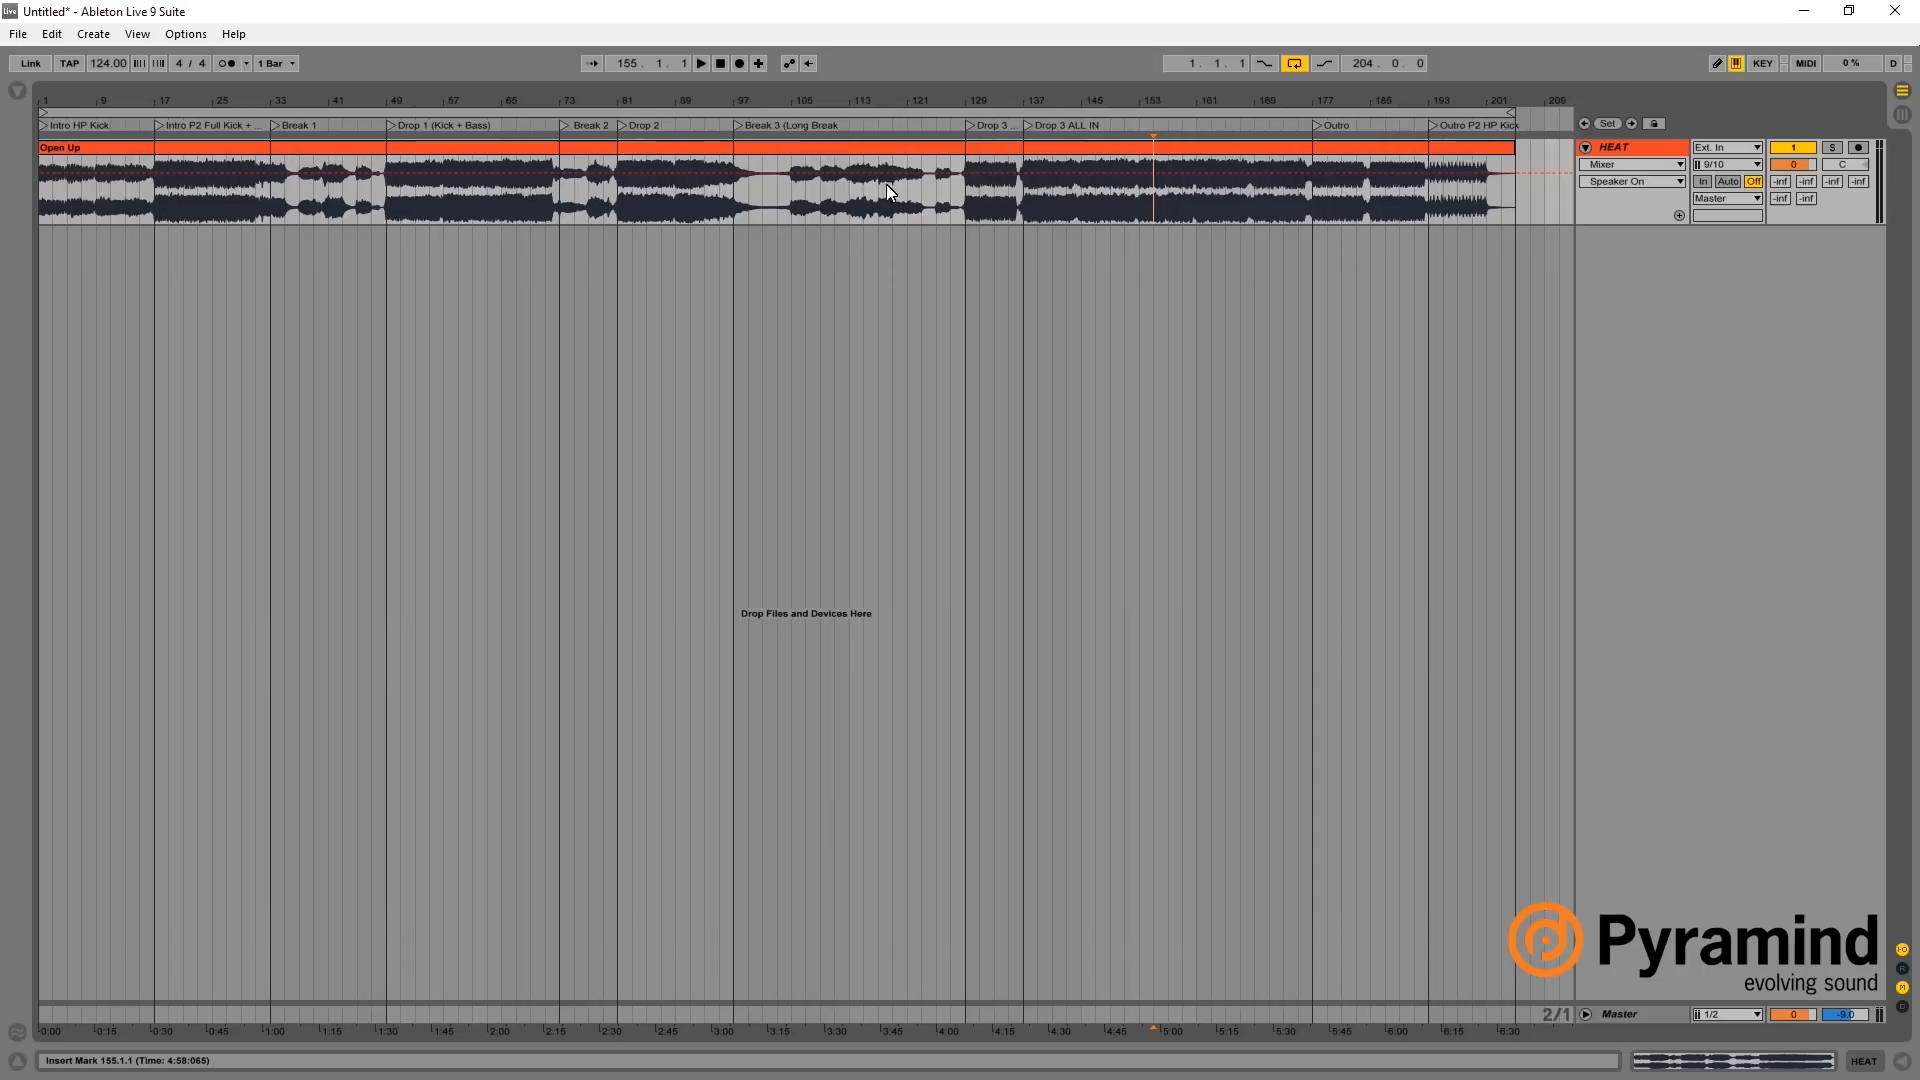 Untitled* - Ableton Live 9 Suite
File Edit Create View Options Help
Link TAP 124.00 4 / 4 1 Bar 155. 1. 1 1. 1. 1 204. 0. 0 KEY MIDI 0 % D
1 9 17 25 33 41 49 57 65 73 81 89 97 105 113 121 129 137 145 153 161 169 177 185 193 201 209
Intro HP Kick Intro P2 Full Kick + ... Break 1 Drop 1 (Kick + Bass) Break 2 Drop 2 Break 3 (Long Break Drop 3 ... Drop 3 ALL IN Outro Outro P2 HP Kick Set
Open Up HEAT Ext. In 1 S
Mixer 9/10 0 C
Speaker On In Auto Off -inf -inf -inf -inf
Master -inf -inf
Drop Files and Devices Here
Pyramind
evolving sound
2/1 Master 1/2 0 -9.0
0:00 0:15 0:30 0:45 1:00 1:15 1:30 1:45 2:00 2:15 2:30 2:45 3:00 3:15 3:30 3:45 4:00 4:15 4:30 4:45 5:00 5:15 5:30 5:45 6:00 6:15 6:30
Insert Mark 155.1.1 (Time: 4:58:065) HEAT